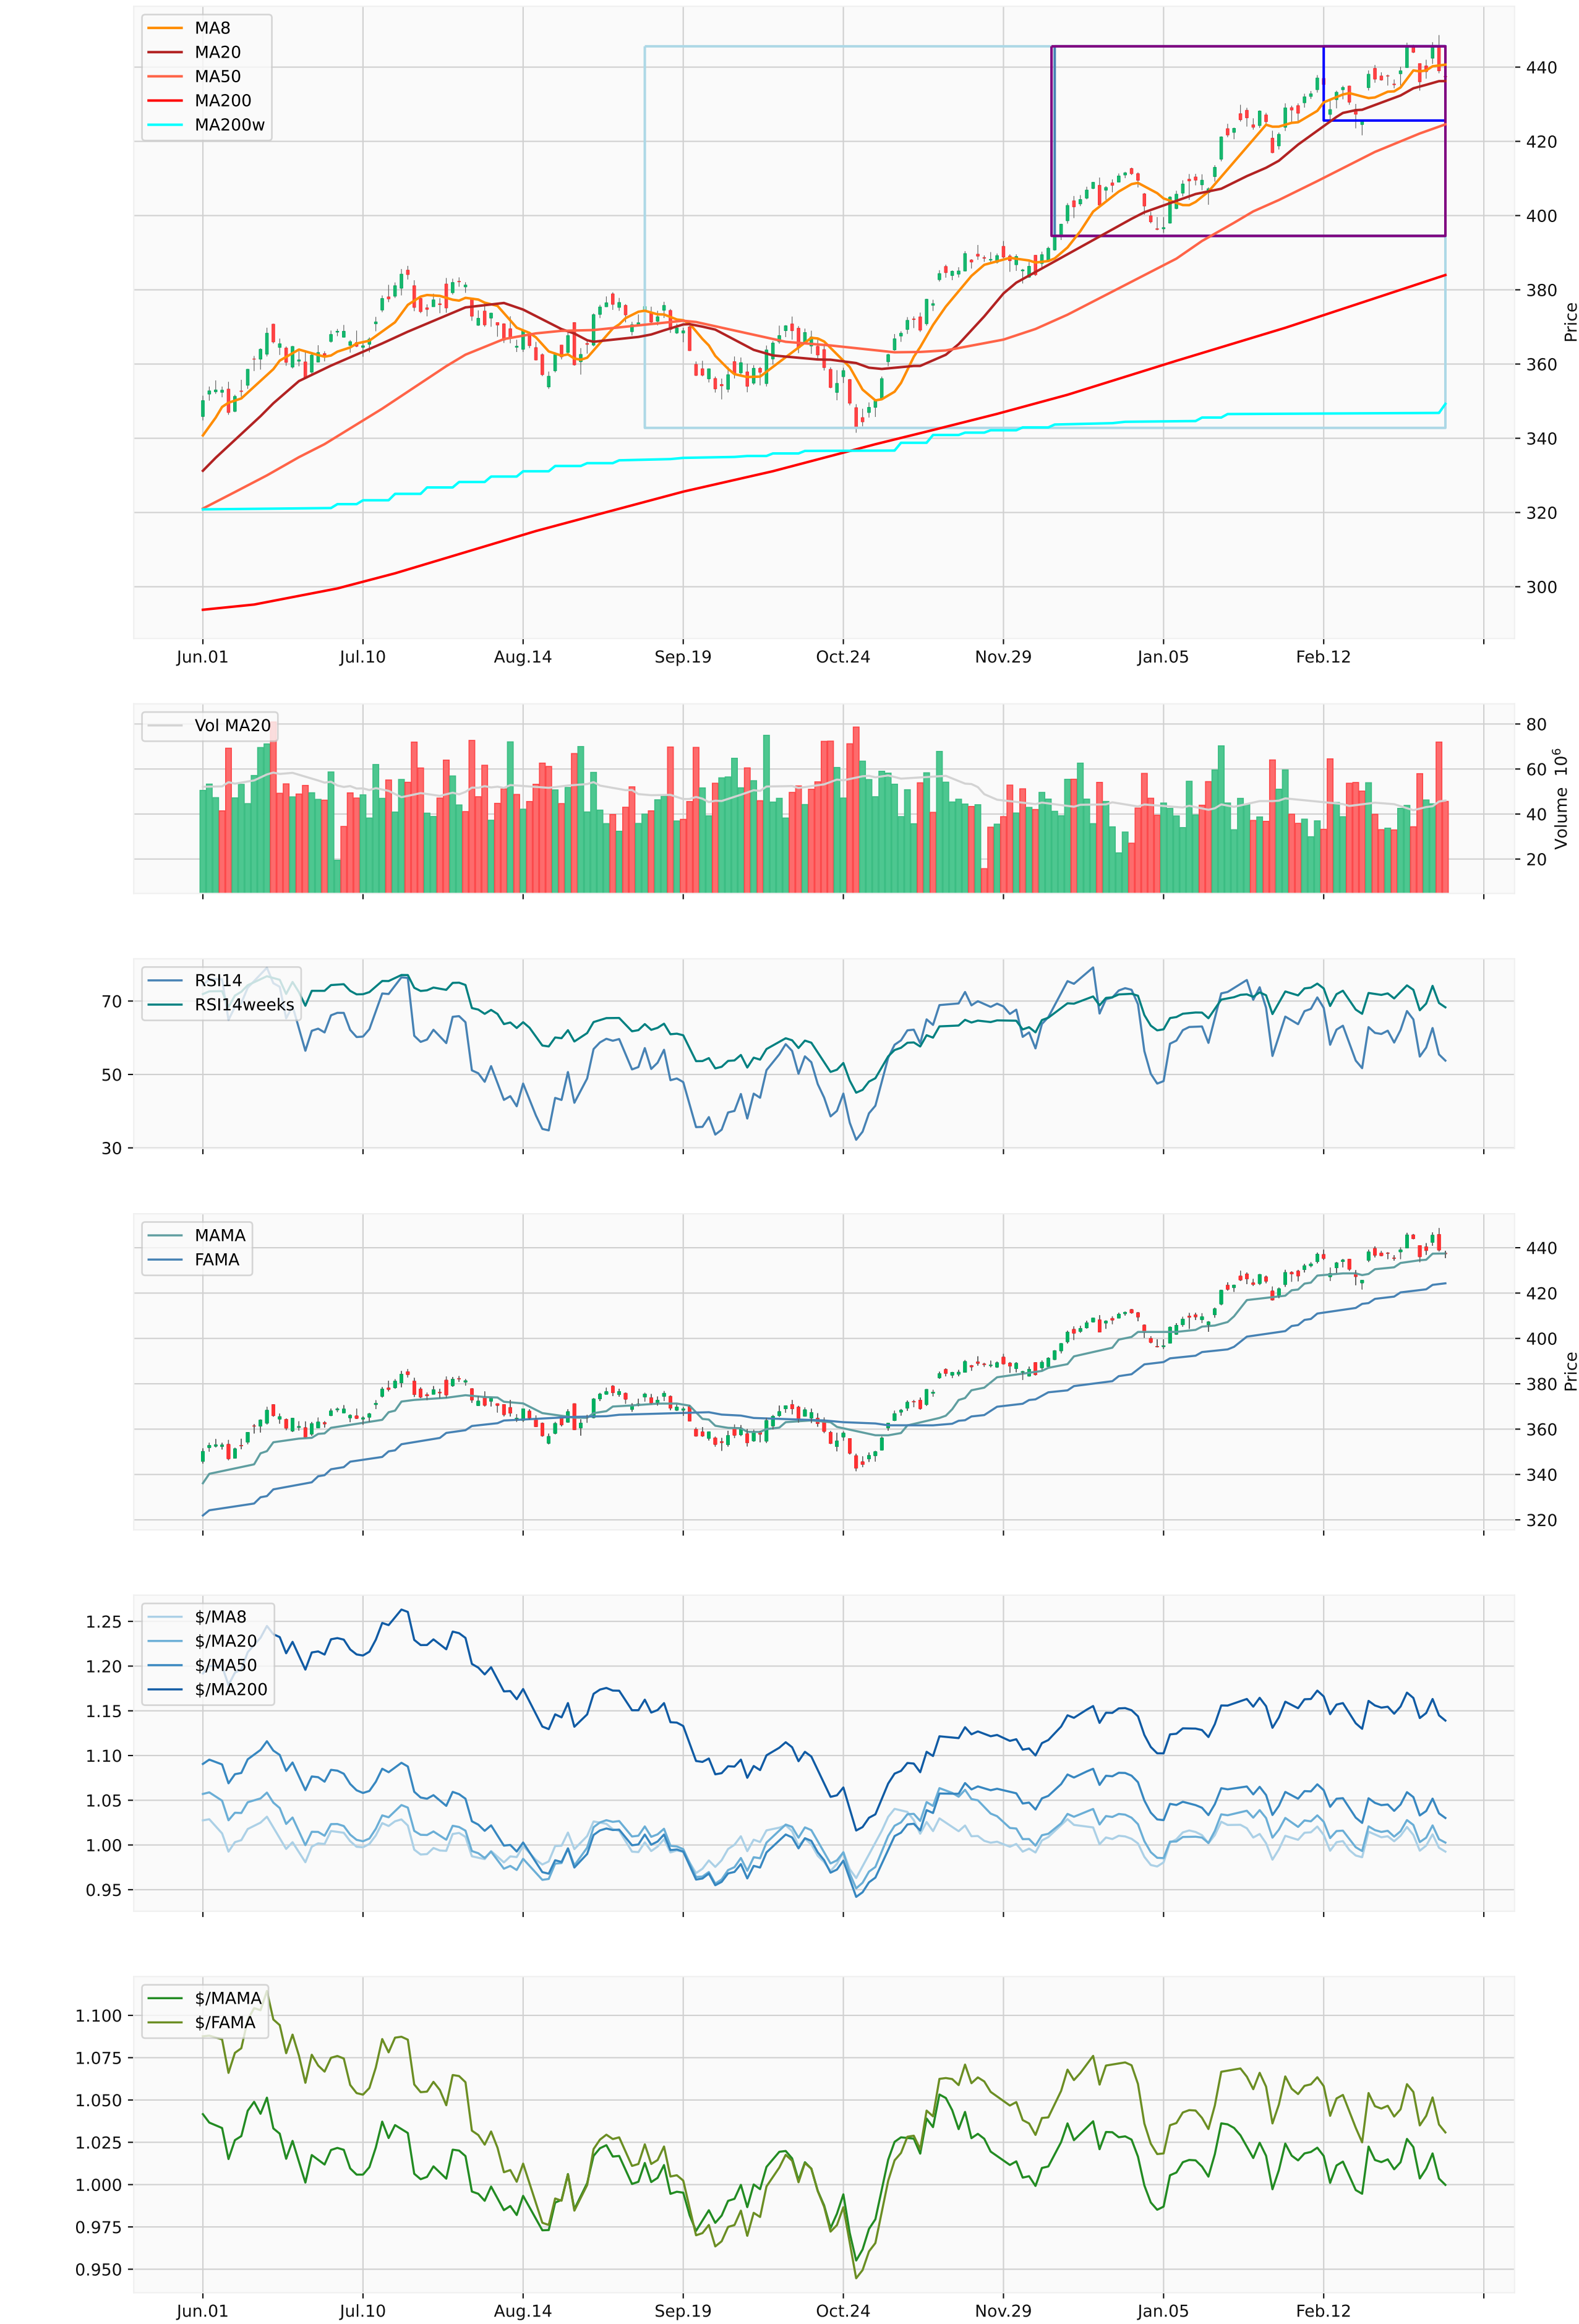 MA8
MA20
MA50
MA200
MA200w
440
420
400
380
360
340
320
300
Price
Jun.01 Jul.10 Aug.14 Sep.19 Oct.24 Nov.29 Jan.05 Feb.12
Vol MA20
80
60
40
20
Volume 10⁶
RSI14
RSI14weeks
70
50
30
MAMA
FAMA
440
420
400
380
360
340
320
Price
$/MA8
$/MA20
$/MA50
$/MA200
1.25
1.20
1.15
1.10
1.05
1.00
0.95
$/MAMA
$/FAMA
1.100
1.075
1.050
1.025
1.000
0.975
0.950
Jun.01 Jul.10 Aug.14 Sep.19 Oct.24 Nov.29 Jan.05 Feb.12